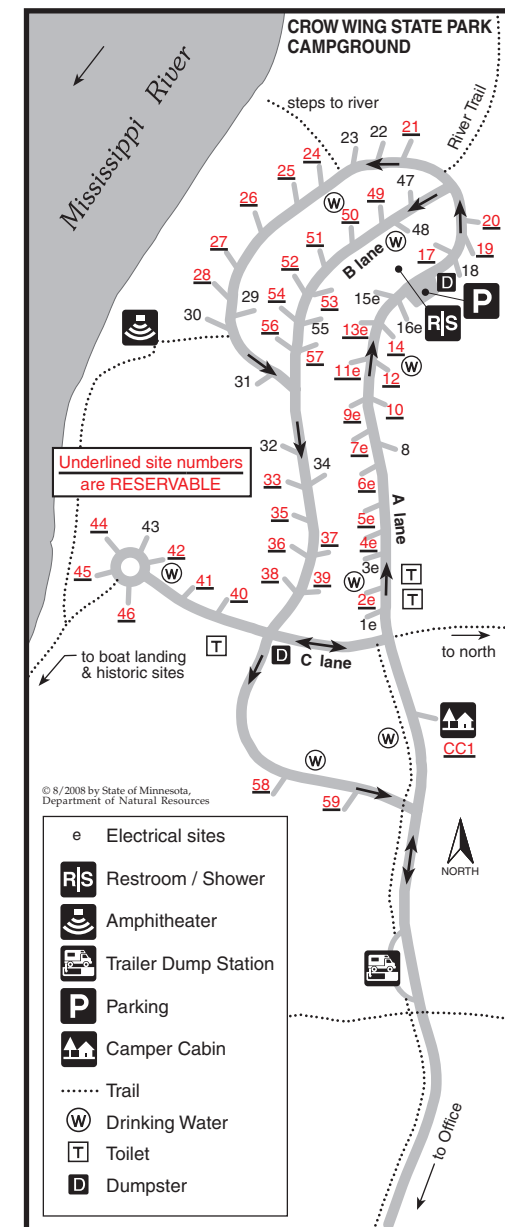 CROW WING STATE PARK
CAMPGROUND
Mississippi River
steps to river
River Trail
21
22
23
24
25
26
27
28
29
30
31
47
49
50
48
51
52
54
53
56
55
57
B lane
W
W
20
19
17
18
D
P
R|S
15e
16e
13e
14
11e
12
W
10
9e
7e
8
6e
5e
4e
3e
2e
1e
A lane
W
T
T
32
34
33
35
36
37
38
39
Underlined site numbers
are RESERVABLE
44
43
42
45
46
W
41
40
T
D
C lane
to north
to boat landing
& historic sites
CC1
W
W
58
59
© 8/2008 by State of Minnesota,
Department of Natural Resources
NORTH
e Electrical sites
R|S Restroom / Shower
Amphitheater
Trailer Dump Station
P Parking
Camper Cabin
Trail
W Drinking Water
T Toilet
D Dumpster
to Office